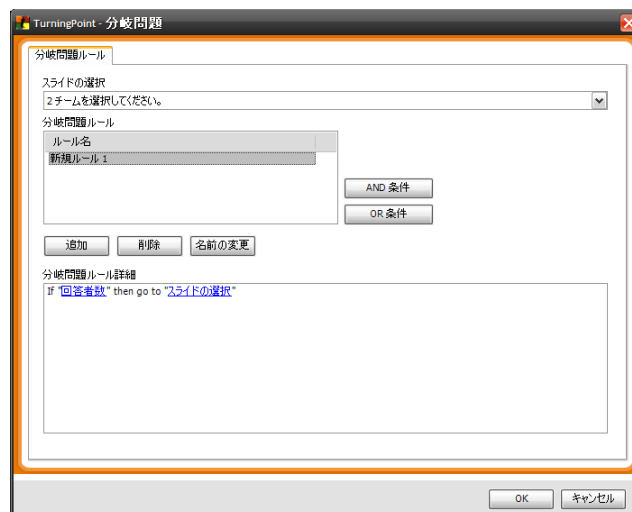 TurningPoint - 分岐問題
分岐問題ルール
スライドの選択
2 チームを選択してください。
分岐問題ルール
ルール名
新規ルール 1
AND 条件
OR 条件
追加 削除 名前の変更
分岐問題ルール詳細
If "回答者数" then go to "スライドの選択"
OK キャンセル